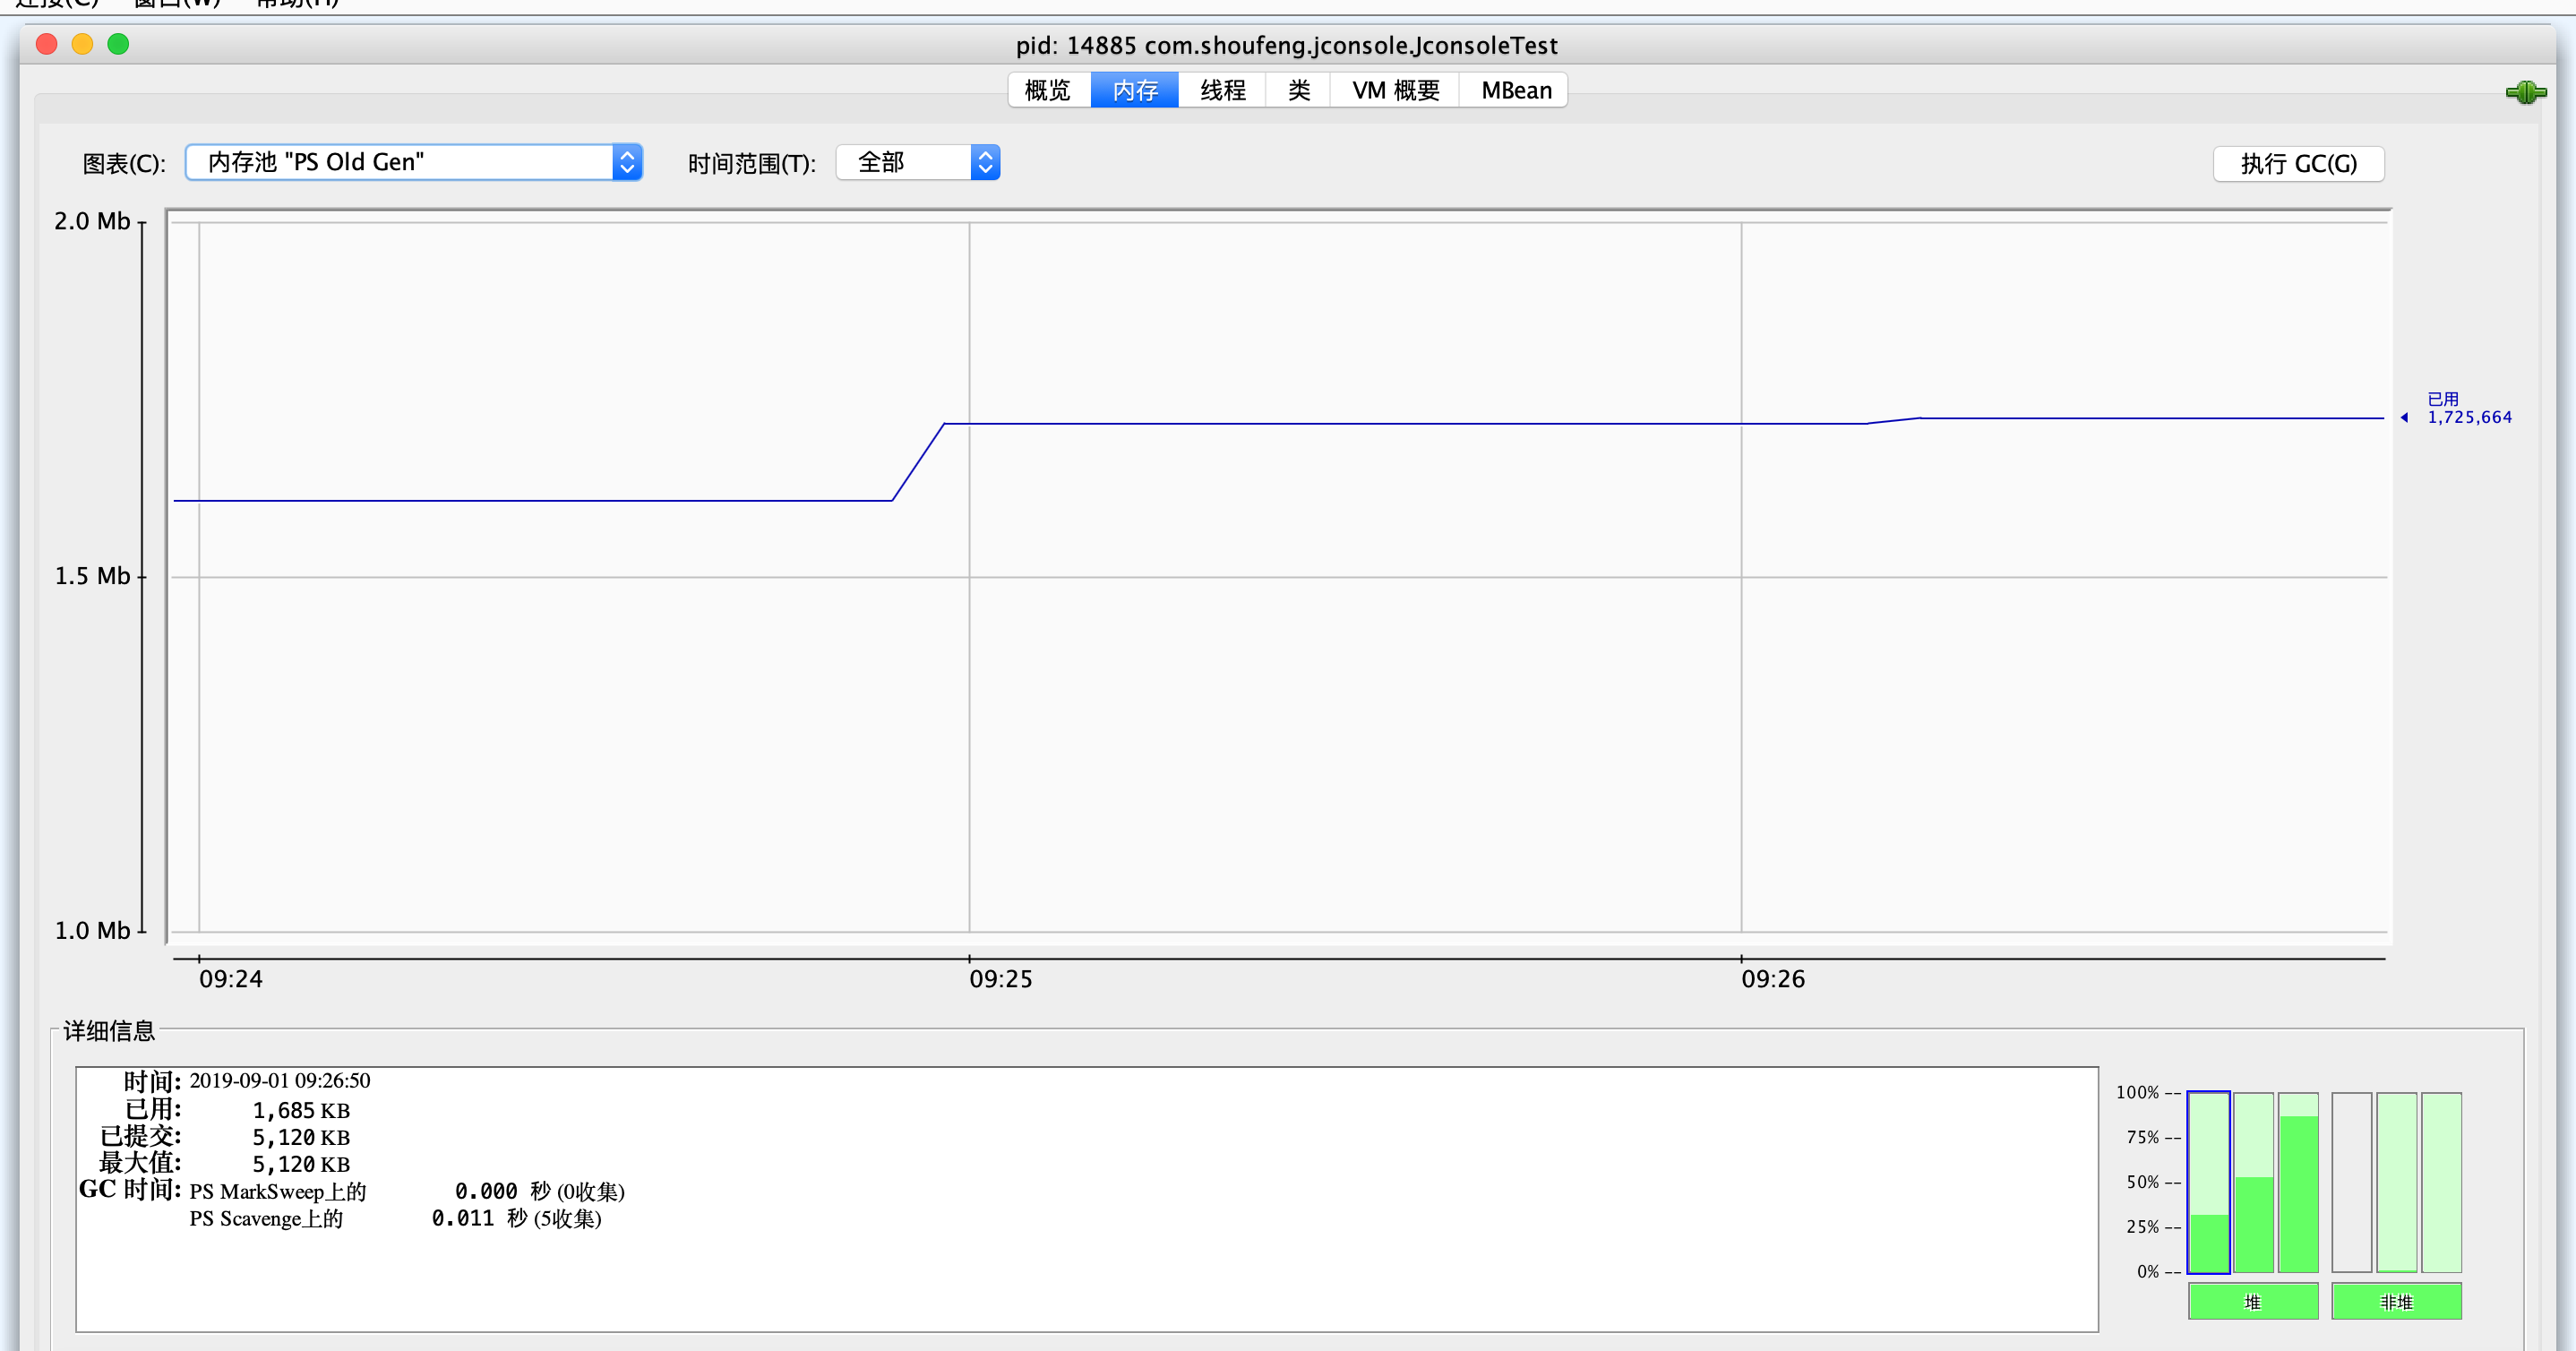 连接(C) 窗口(W) 帮助(H)
pid: 14885 com.shoufeng.jconsole.JconsoleTest
概览 内存 线程 类 VM 概要 MBean
图表(C): 内存池 "PS Old Gen" 时间范围(T): 全部 执行 GC(G)
2.0 Mb
已用
1,725,664
1.5 Mb
1.0 Mb
09:24 09:25 09:26
详细信息
时间: 2019-09-01 09:26:50
已用: 1,685 KB
已提交: 5,120 KB
最大值: 5,120 KB
GC 时间: PS MarkSweep上的 0.000 秒 (0收集)
PS Scavenge上的 0.011 秒 (5收集)
100% --
75% --
50% --
25% --
0% --
堆 非堆